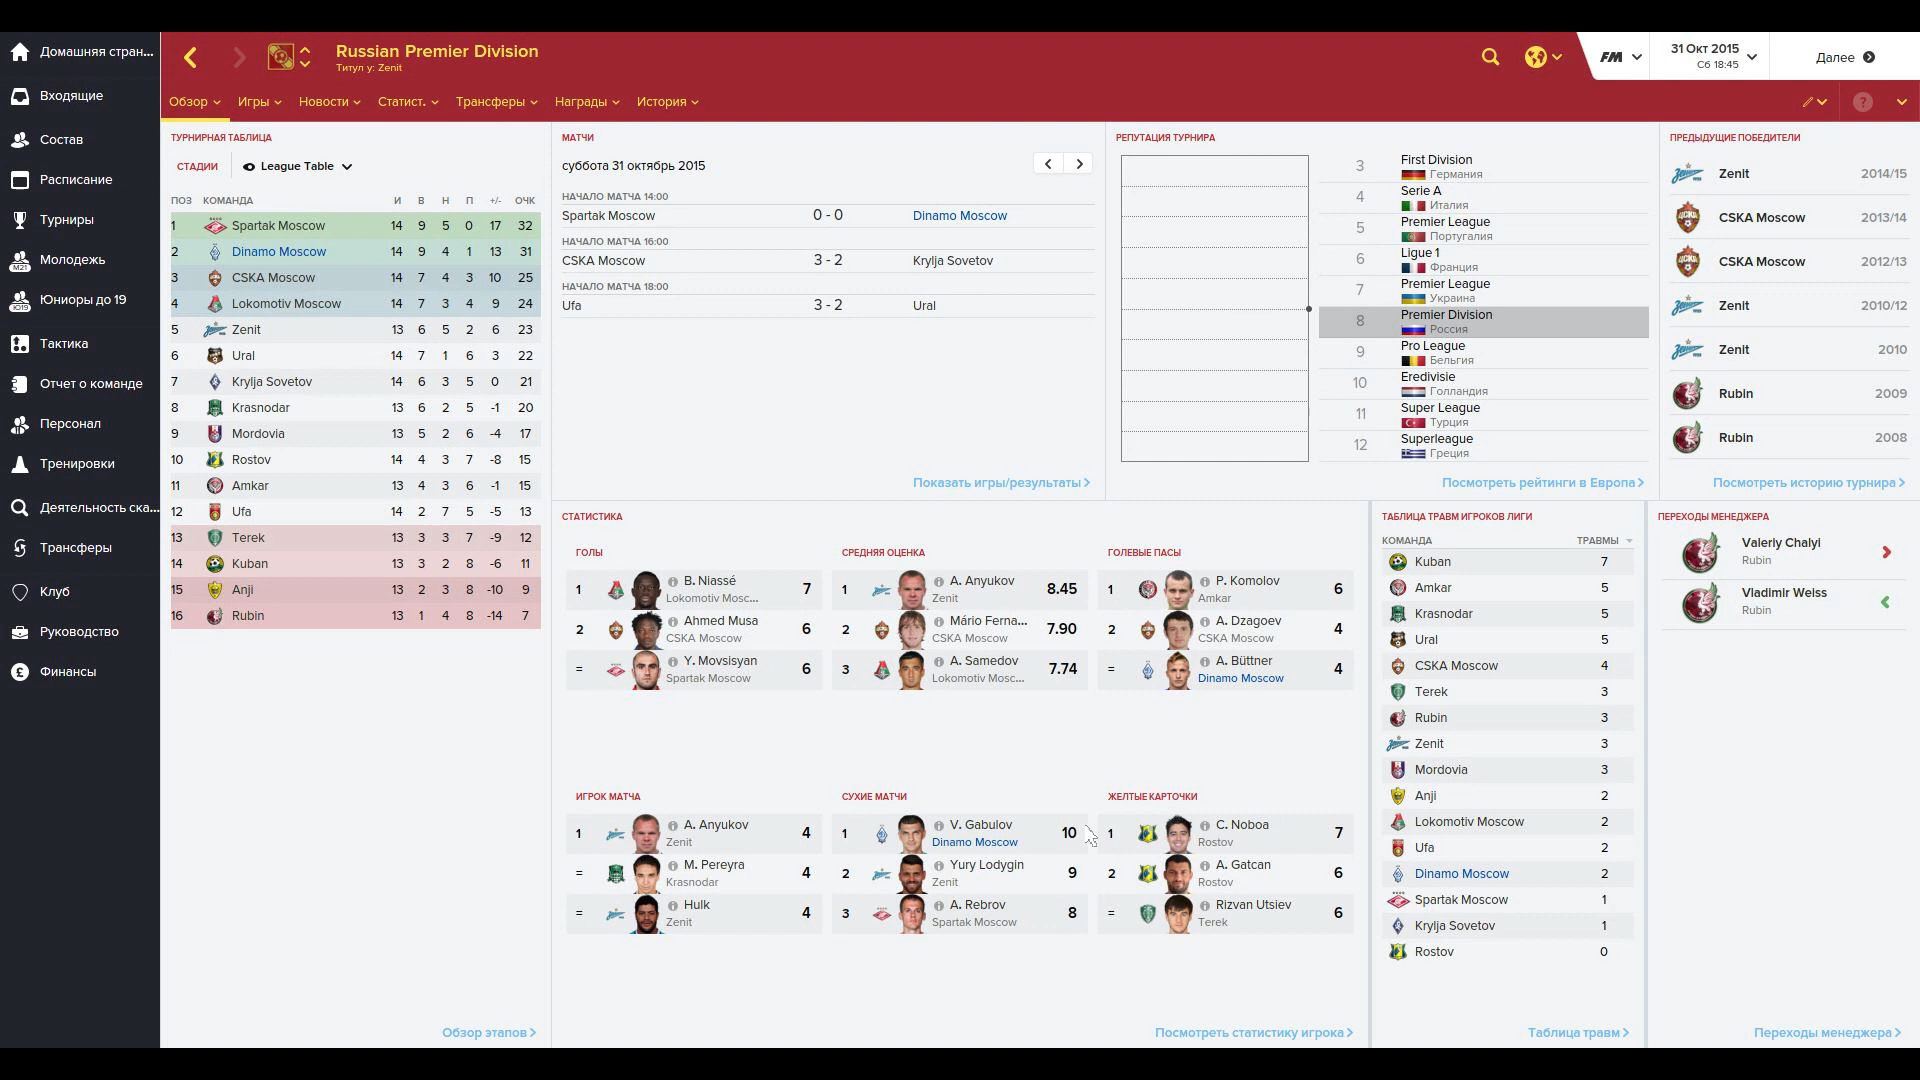 Домашняя стран...
Входящие
Состав
Расписание
Турниры
М21
Молодежь
Ю19
Юниоры до 19
Тактика
Отчет о команде
Персонал
Тренировки
Деятельность ска...
Трансферы
Клуб
Руководство
Финансы
Russian Premier Division
Титул у: Zenit
FM
31 Окт 2015
Сб 18:45
Далее
Обзор
Игры
Новости
Статист.
Трансферы
Награды
История
?
ТУРНИРНАЯ ТАБЛИЦА
СТАДИИ League Table
ПОЗ КОМАНДА И В Н П +/- ОЧК
1 Spartak Moscow 14 9 5 0 17 32
2 Dinamo Moscow 14 9 4 1 13 31
3 CSKA Moscow 14 7 4 3 10 25
4 Lokomotiv Moscow 14 7 3 4 9 24
5 Zenit 13 6 5 2 6 23
6 Ural 14 7 1 6 3 22
7 Krylja Sovetov 14 6 3 5 0 21
8 Krasnodar 13 6 2 5 -1 20
9 Mordovia 13 5 2 6 -4 17
10 Rostov 14 4 3 7 -8 15
11 Amkar 13 4 3 6 -1 15
12 Ufa 14 2 7 5 -5 13
13 Terek 13 3 3 7 -9 12
14 Kuban 13 3 2 8 -6 11
15 Anji 13 2 3 8 -10 9
16 Rubin 13 1 4 8 -14 7
Обзор этапов
МАТЧИ
суббота 31 октябрь 2015
НАЧАЛО МАТЧА 14:00
Spartak Moscow 0 - 0 Dinamo Moscow
НАЧАЛО МАТЧА 16:00
CSKA Moscow 3 - 2 Krylja Sovetov
НАЧАЛО МАТЧА 18:00
Ufa 3 - 2 Ural
Показать игры/результаты
РЕПУТАЦИЯ ТУРНИРА
3 First Division
Германия
4 Serie A
Италия
5 Premier League
Португалия
6 Ligue 1
Франция
7 Premier League
Украина
8 Premier Division
Россия
9 Pro League
Бельгия
10 Eredivisie
Голландия
11 Super League
Турция
12 Superleague
Греция
Посмотреть рейтинги в Европа
ПРЕДЫДУЩИЕ ПОБЕДИТЕЛИ
Zenit 2014/15
CSKA Moscow 2013/14
CSKA Moscow 2012/13
Zenit 2010/12
Zenit 2010
Rubin 2009
Rubin 2008
Посмотреть историю турнира
СТАТИСТИКА
ГОЛЫ
1 B. Niassé 7
Lokomotiv Mosc...
2 Ahmed Musa 6
CSKA Moscow
= Y. Movsisyan 6
Spartak Moscow
СРЕДНЯЯ ОЦЕНКА
1 A. Anyukov 8.45
Zenit
2 Mário Ferna... 7.90
CSKA Moscow
3 A. Samedov 7.74
Lokomotiv Mosc...
ГОЛЕВЫЕ ПАСЫ
1 P. Komolov 6
Amkar
2 A. Dzagoev 4
CSKA Moscow
= A. Büttner 4
Dinamo Moscow
ИГРОК МАТЧА
1 A. Anyukov 4
Zenit
= M. Pereyra 4
Krasnodar
= Hulk 4
Zenit
СУХИЕ МАТЧИ
1 V. Gabulov 10
Dinamo Moscow
2 Yury Lodygin 9
Zenit
3 A. Rebrov 8
Spartak Moscow
ЖЕЛТЫЕ КАРТОЧКИ
1 C. Noboa 7
Rostov
2 A. Gatcan 6
Rostov
= Rizvan Utsiev 6
Terek
Посмотреть статистику игрока
ТАБЛИЦА ТРАВМ ИГРОКОВ ЛИГИ
КОМАНДА ТРАВМЫ
Kuban 7
Amkar 5
Krasnodar 5
Ural 5
CSKA Moscow 4
Terek 3
Rubin 3
Zenit 3
Mordovia 3
Anji 2
Lokomotiv Moscow 2
Ufa 2
Dinamo Moscow 2
Spartak Moscow 1
Krylja Sovetov 1
Rostov 0
Таблица травм
ПЕРЕХОДЫ МЕНЕДЖЕРА
Valeriy Chalyi
Rubin
Vladimir Weiss
Rubin
Переходы менеджера